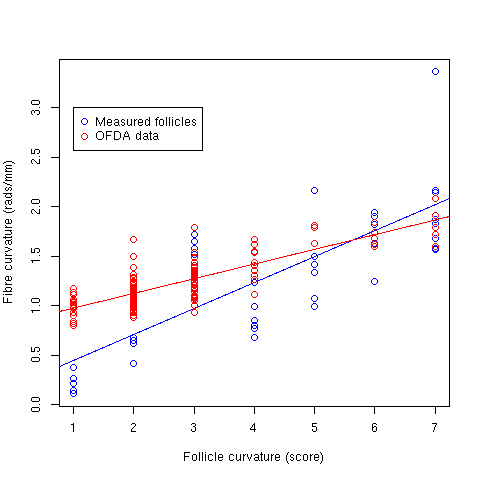 Measured follicles
OFDA data
Fibre curvature (rads/mm)
3.0
2.5
2.0
1.5
1.0
0.5
0.0
1 2 3 4 5 6 7
Follicle curvature (score)